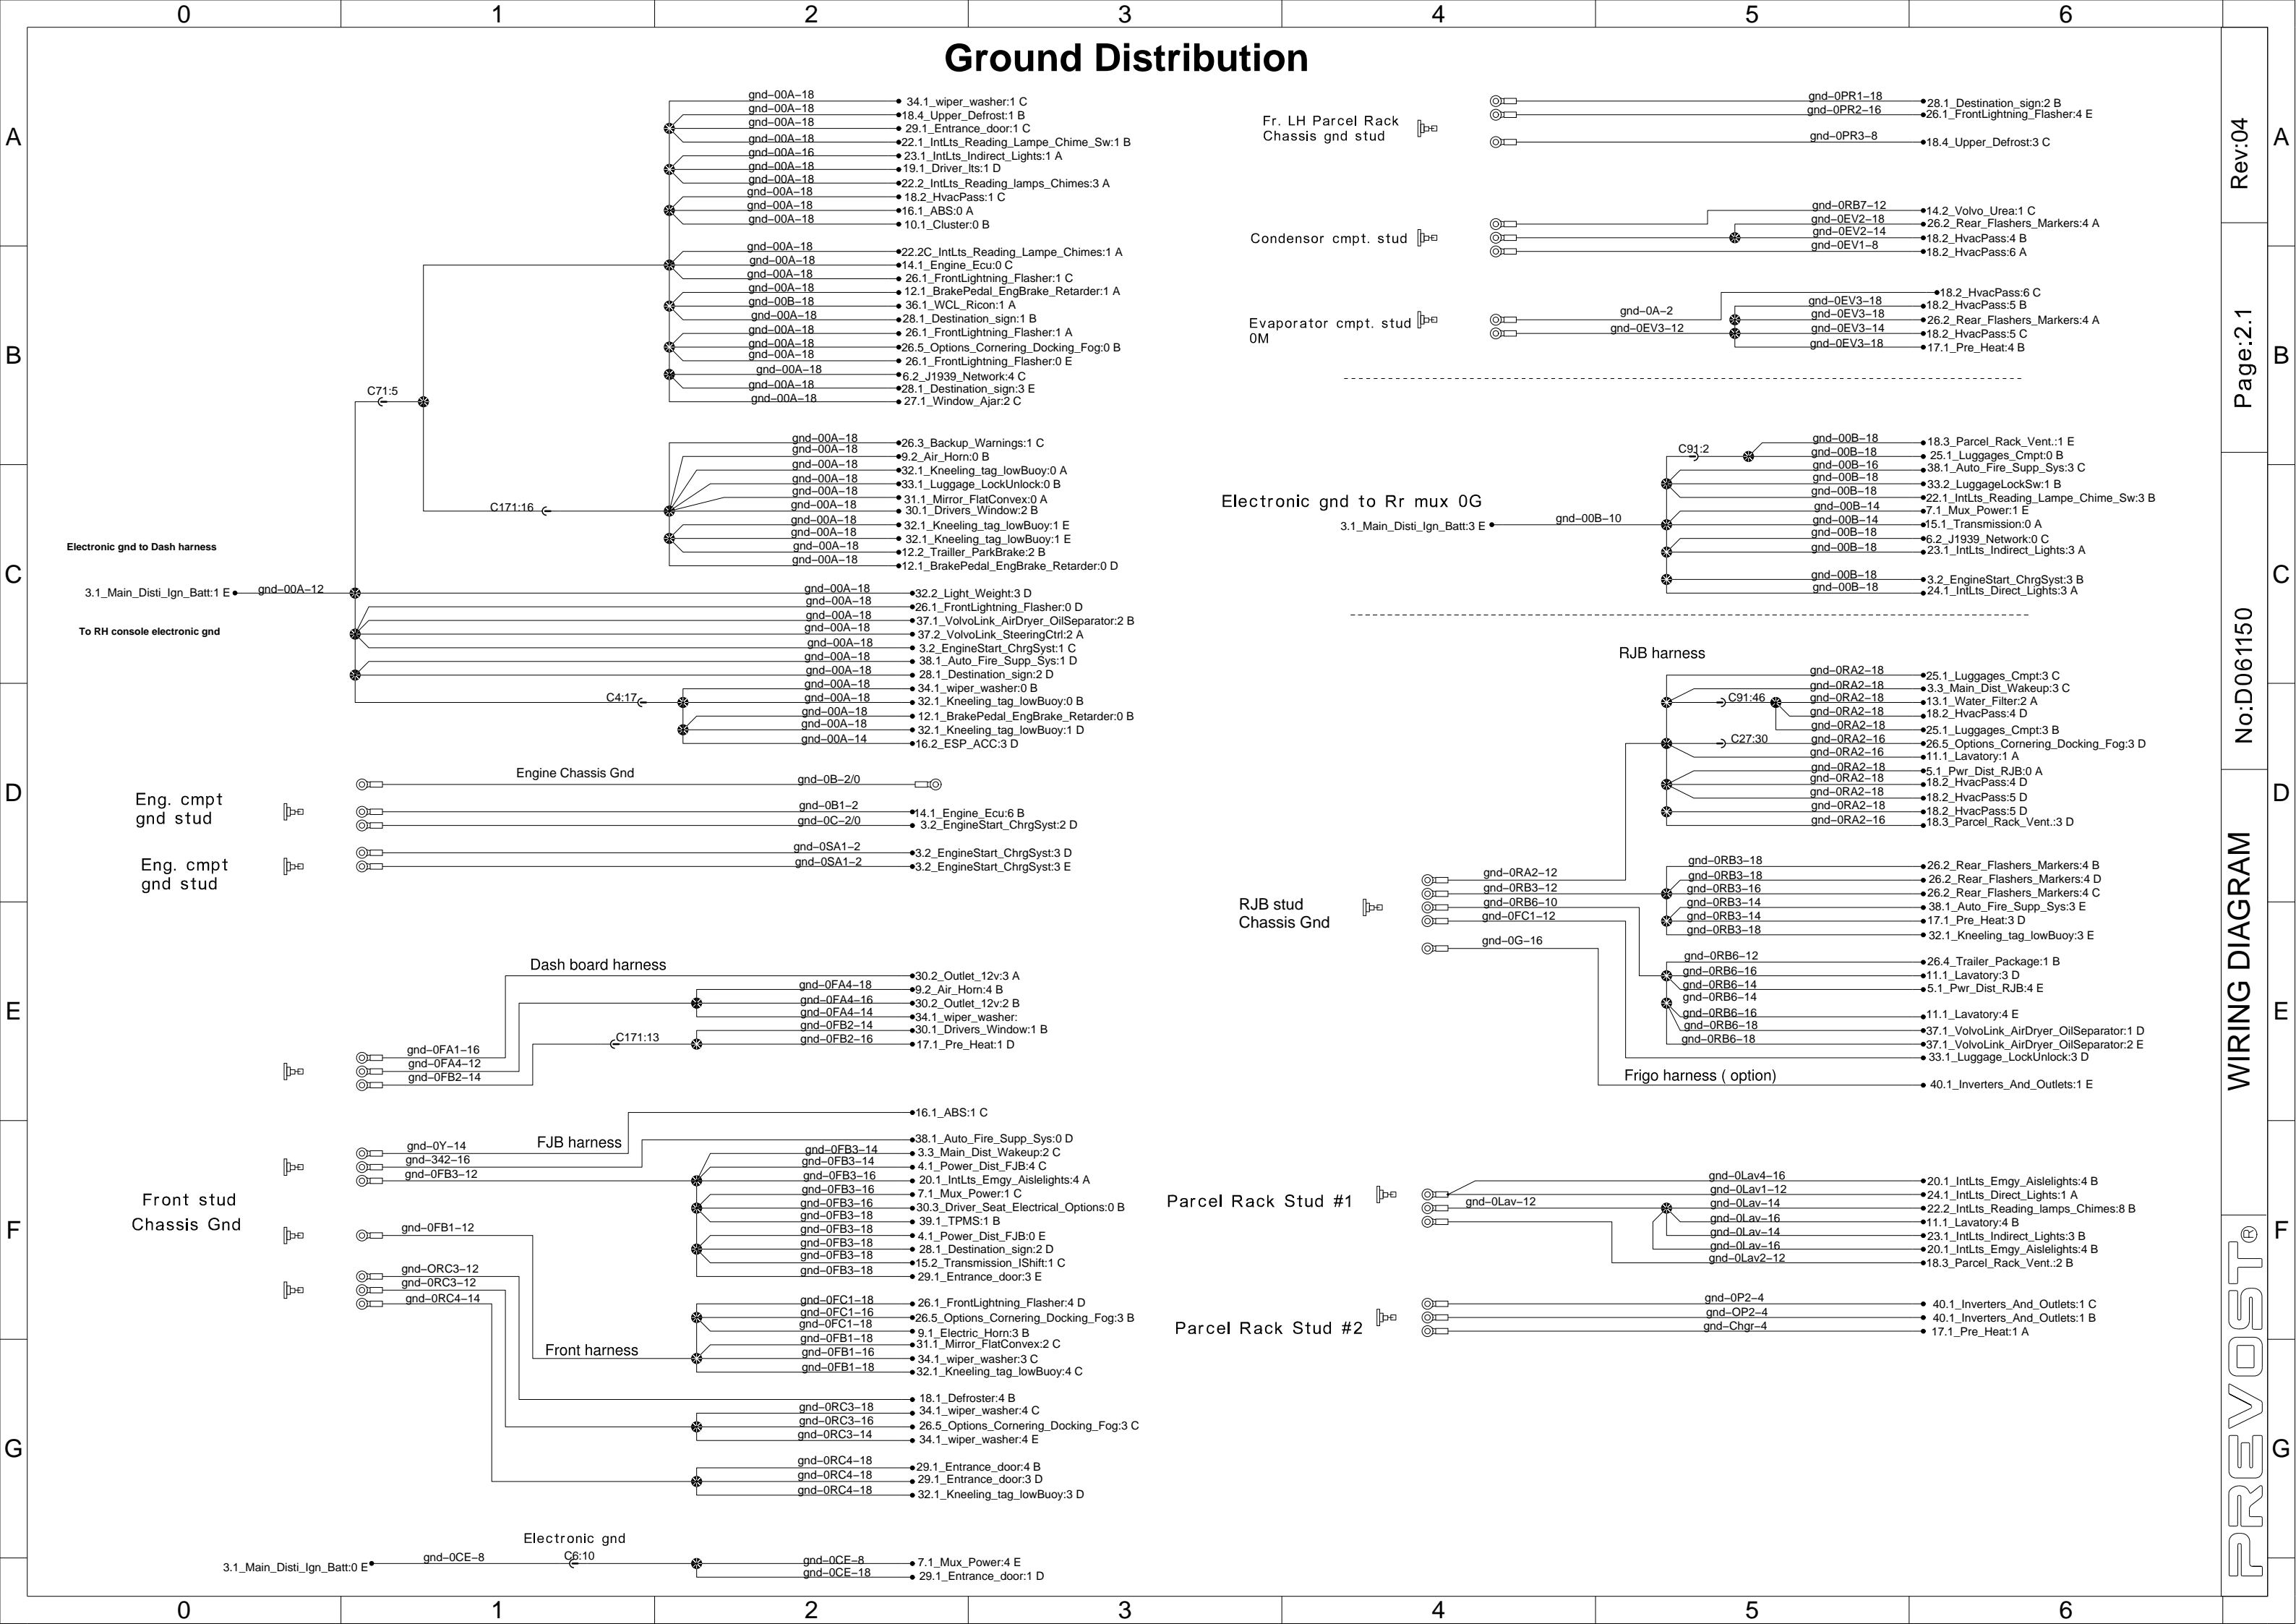 0 1 2 3 4 5 6
Ground Distribution
A
B
C
D
E
F
G
gnd-00A-18 34.1_wiper_washer:1 C
gnd-00A-18 18.4_Upper_Defrost:1 B
gnd-00A-18 29.1_Entrance_door:1 C
gnd-00A-18 22.1_IntLts_Reading_Lampe_Chime_Sw:1 B
gnd-00A-16 23.1_IntLts_Indirect_Lights:1 A
gnd-00A-18 19.1_Driver_lts:1 D
gnd-00A-18 22.2_IntLts_Reading_lamps_Chimes:3 A
gnd-00A-18 18.2_HvacPass:1 C
gnd-00A-18 16.1_ABS:0 A
gnd-00A-18 10.1_Cluster:0 B
gnd-00A-18 22.2C_IntLts_Reading_Lampe_Chimes:1 A
gnd-00A-18 14.1_Engine_Ecu:0 C
gnd-00A-18 26.1_FrontLightning_Flasher:1 C
gnd-00A-18 12.1_BrakePedal_EngBrake_Retarder:1 A
gnd-00B-18 36.1_WCL_Ricon:1 A
gnd-00A-18 28.1_Destination_sign:1 B
gnd-00A-18 26.1_FrontLightning_Flasher:1 A
gnd-00A-18 26.5_Options_Cornering_Docking_Fog:0 B
gnd-00A-18 26.1_FrontLightning_Flasher:0 E
gnd-00A-18 6.2_J1939_Network:4 C
gnd-00A-18 28.1_Destination_sign:3 E
gnd-00A-18 27.1_Window_Ajar:2 C
C71:5
gnd-00A-18 26.3_Backup_Warnings:1 C
gnd-00A-18 9.2_Air_Horn:0 B
gnd-00A-18 32.1_Kneeling_tag_lowBuoy:0 A
gnd-00A-18 33.1_Luggage_LockUnlock:0 B
gnd-00A-18 31.1_Mirror_FlatConvex:0 A
C171:16
gnd-00A-18 30.1_Drivers_Window:2 B
gnd-00A-18 32.1_Kneeling_tag_lowBuoy:1 E
gnd-00A-18 32.1_Kneeling_tag_lowBuoy:1 E
gnd-00A-18 12.2_Trailler_ParkBrake:2 B
gnd-00A-18 12.1_BrakePedal_EngBrake_Retarder:0 D
Electronic gnd to Dash harness
3.1_Main_Disti_Ign_Batt:1 E gnd-00A-12
To RH console electronic gnd
gnd-00A-18 32.2_Light_Weight:3 D
gnd-00A-18 26.1_FrontLightning_Flasher:0 D
gnd-00A-18 37.1_VolvoLink_AirDryer_OilSeparator:2 B
gnd-00A-18 37.2_VolvoLink_SteeringCtrl:2 A
gnd-00A-18 3.2_EngineStart_ChrgSyst:1 C
gnd-00A-18 38.1_Auto_Fire_Supp_Sys:1 D
gnd-00A-18 28.1_Destination_sign:2 D
gnd-00A-18 34.1_wiper_washer:0 B
C4:17
gnd-00A-18 32.1_Kneeling_tag_lowBuoy:0 B
gnd-00A-18 12.1_BrakePedal_EngBrake_Retarder:0 B
gnd-00A-18 32.1_Kneeling_tag_lowBuoy:1 D
gnd-00A-14 16.2_ESP_ACC:3 D
Engine Chassis Gnd gnd-0B-2/0
Eng. cmpt
gnd stud
gnd-0B1-2 14.1_Engine_Ecu:6 B
gnd-0C-2/0 3.2_EngineStart_ChrgSyst:2 D
Eng. cmpt
gnd stud
gnd-0SA1-2 3.2_EngineStart_ChrgSyst:3 D
gnd-0SA1-2 3.2_EngineStart_ChrgSyst:3 E
Dash board harness
30.2_Outlet_12v:3 A
gnd-0FA4-18 9.2_Air_Horn:4 B
gnd-0FA4-16 30.2_Outlet_12v:2 B
gnd-0FA4-14 34.1_wiper_washer:
gnd-0FB2-14 30.1_Drivers_Window:1 B
C171:13
gnd-0FB2-16 17.1_Pre_Heat:1 D
gnd-0FA1-16
gnd-0FA4-12
gnd-0FB2-14
16.1_ABS:1 C
FJB harness
gnd-0Y-14
gnd-342-16
gnd-0FB3-12
38.1_Auto_Fire_Supp_Sys:0 D
gnd-0FB3-14 3.3_Main_Dist_Wakeup:2 C
gnd-0FB3-14 4.1_Power_Dist_FJB:4 C
gnd-0FB3-16 20.1_IntLts_Emgy_Aislelights:4 A
gnd-0FB3-16 7.1_Mux_Power:1 C
gnd-0FB3-16 30.3_Driver_Seat_Electrical_Options:0 B
gnd-0FB3-18 39.1_TPMS:1 B
gnd-0FB3-18 4.1_Power_Dist_FJB:0 E
gnd-0FB3-18 28.1_Destination_sign:2 D
gnd-0FB3-18 15.2_Transmission_IShift:1 C
gnd-0FB3-18 29.1_Entrance_door:3 E
Front stud
Chassis Gnd
gnd-0FB1-12
gnd-ORC3-12
gnd-0RC3-12
gnd-0RC4-14
gnd-0FC1-18 26.1_FrontLightning_Flasher:4 D
gnd-0FC1-16 26.5_Options_Cornering_Docking_Fog:3 B
gnd-0FC1-18 9.1_Electric_Horn:3 B
gnd-0FB1-18 31.1_Mirror_FlatConvex:2 C
Front harness
gnd-0FB1-16 34.1_wiper_washer:3 C
gnd-0FB1-18 32.1_Kneeling_tag_lowBuoy:4 C
18.1_Defroster:4 B
gnd-0RC3-18 34.1_wiper_washer:4 C
gnd-0RC3-16 26.5_Options_Cornering_Docking_Fog:3 C
gnd-0RC3-14 34.1_wiper_washer:4 E
gnd-0RC4-18 29.1_Entrance_door:4 B
gnd-0RC4-18 29.1_Entrance_door:3 D
gnd-0RC4-18 32.1_Kneeling_tag_lowBuoy:3 D
Electronic gnd
3.1_Main_Disti_Ign_Batt:0 E gnd-0CE-8 C6:10 gnd-0CE-8 7.1_Mux_Power:4 E
gnd-0CE-18 29.1_Entrance_door:1 D
Fr. LH Parcel Rack
Chassis gnd stud
gnd-0PR1-18 28.1_Destination_sign:2 B
gnd-0PR2-16 26.1_FrontLightning_Flasher:4 E
gnd-0PR3-8 18.4_Upper_Defrost:3 C
Condensor cmpt. stud
gnd-0RB7-12 14.2_Volvo_Urea:1 C
gnd-0EV2-18 26.2_Rear_Flashers_Markers:4 A
gnd-0EV2-14 18.2_HvacPass:4 B
gnd-0EV1-8 18.2_HvacPass:6 A
Evaporator cmpt. stud
0M
gnd-0A-2
gnd-0EV3-12
18.2_HvacPass:6 C
gnd-0EV3-18 18.2_HvacPass:5 B
gnd-0EV3-18 26.2_Rear_Flashers_Markers:4 A
gnd-0EV3-14 18.2_HvacPass:5 C
gnd-0EV3-18 17.1_Pre_Heat:4 B
Electronic gnd to Rr mux 0G
3.1_Main_Disti_Ign_Batt:3 E gnd-00B-10
C91:2
gnd-00B-18 18.3_Parcel_Rack_Vent.:1 E
gnd-00B-18 25.1_Luggages_Cmpt:0 B
gnd-00B-16 38.1_Auto_Fire_Supp_Sys:3 C
gnd-00B-18 33.2_LuggageLockSw:1 B
gnd-00B-18 22.1_IntLts_Reading_Lampe_Chime_Sw:3 B
gnd-00B-14 7.1_Mux_Power:1 E
gnd-00B-14 15.1_Transmission:0 A
gnd-00B-18 6.2_J1939_Network:0 C
gnd-00B-18 23.1_IntLts_Indirect_Lights:3 A
gnd-00B-18 3.2_EngineStart_ChrgSyst:3 B
gnd-00B-18 24.1_IntLts_Direct_Lights:3 A
RJB harness
gnd-0RA2-18 25.1_Luggages_Cmpt:3 C
gnd-0RA2-18 3.3_Main_Dist_Wakeup:3 C
C91:46
gnd-0RA2-18 13.1_Water_Filter:2 A
gnd-0RA2-18 18.2_HvacPass:4 D
gnd-0RA2-18 25.1_Luggages_Cmpt:3 B
C27:30
gnd-0RA2-16 26.5_Options_Cornering_Docking_Fog:3 D
gnd-0RA2-16 11.1_Lavatory:1 A
gnd-0RA2-18 5.1_Pwr_Dist_RJB:0 A
gnd-0RA2-18 18.2_HvacPass:4 D
gnd-0RA2-18 18.2_HvacPass:5 D
gnd-0RA2-18 18.2_HvacPass:5 D
gnd-0RA2-16 18.3_Parcel_Rack_Vent.:3 D
RJB stud
Chassis Gnd
gnd-0RA2-12
gnd-0RB3-12
gnd-0RB6-10
gnd-0FC1-12
gnd-0G-16
gnd-0RB3-18 26.2_Rear_Flashers_Markers:4 B
gnd-0RB3-18 26.2_Rear_Flashers_Markers:4 D
gnd-0RB3-16 26.2_Rear_Flashers_Markers:4 C
gnd-0RB3-14 38.1_Auto_Fire_Supp_Sys:3 E
gnd-0RB3-14 17.1_Pre_Heat:3 D
gnd-0RB3-18 32.1_Kneeling_tag_lowBuoy:3 E
gnd-0RB6-12 26.4_Trailer_Package:1 B
gnd-0RB6-16 11.1_Lavatory:3 D
gnd-0RB6-14 5.1_Pwr_Dist_RJB:4 E
gnd-0RB6-14
gnd-0RB6-16 11.1_Lavatory:4 E
gnd-0RB6-18 37.1_VolvoLink_AirDryer_OilSeparator:1 D
gnd-0RB6-18 37.1_VolvoLink_AirDryer_OilSeparator:2 E
33.1_Luggage_LockUnlock:3 D
Frigo harness ( option)
40.1_Inverters_And_Outlets:1 E
Parcel Rack Stud #1
gnd-0Lav-12
gnd-0Lav4-16 20.1_IntLts_Emgy_Aislelights:4 B
gnd-0Lav1-12 24.1_IntLts_Direct_Lights:1 A
gnd-0Lav-14 22.2_IntLts_Reading_lamps_Chimes:8 B
gnd-0Lav-16 11.1_Lavatory:4 B
gnd-0Lav-14 23.1_IntLts_Indirect_Lights:3 B
gnd-0Lav-16 20.1_IntLts_Emgy_Aislelights:4 B
gnd-0Lav2-12 18.3_Parcel_Rack_Vent.:2 B
Parcel Rack Stud #2
gnd-0P2-4 40.1_Inverters_And_Outlets:1 C
gnd-OP2-4 40.1_Inverters_And_Outlets:1 B
gnd-Chgr-4 17.1_Pre_Heat:1 A
Rev:04
Page:2.1
No:D061150
WIRING DIAGRAM
PREVOST®
A
B
C
D
E
F
G
0 1 2 3 4 5 6